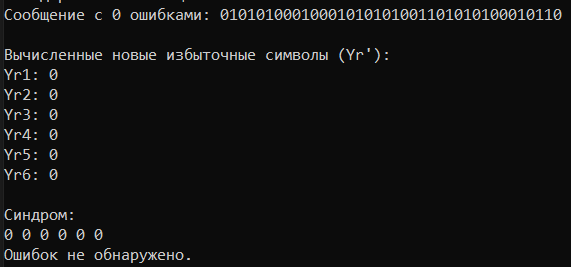 Сообщение с 0 ошибками: 01010100010001010101001101010100010110
Вычисленные новые избыточные символы (Yr'):
Yr1: 0
Yr2: 0
Yr3: 0
Yr4: 0
Yr5: 0
Yr6: 0
Синдром:
0 0 0 0 0 0
Ошибок не обнаружено.